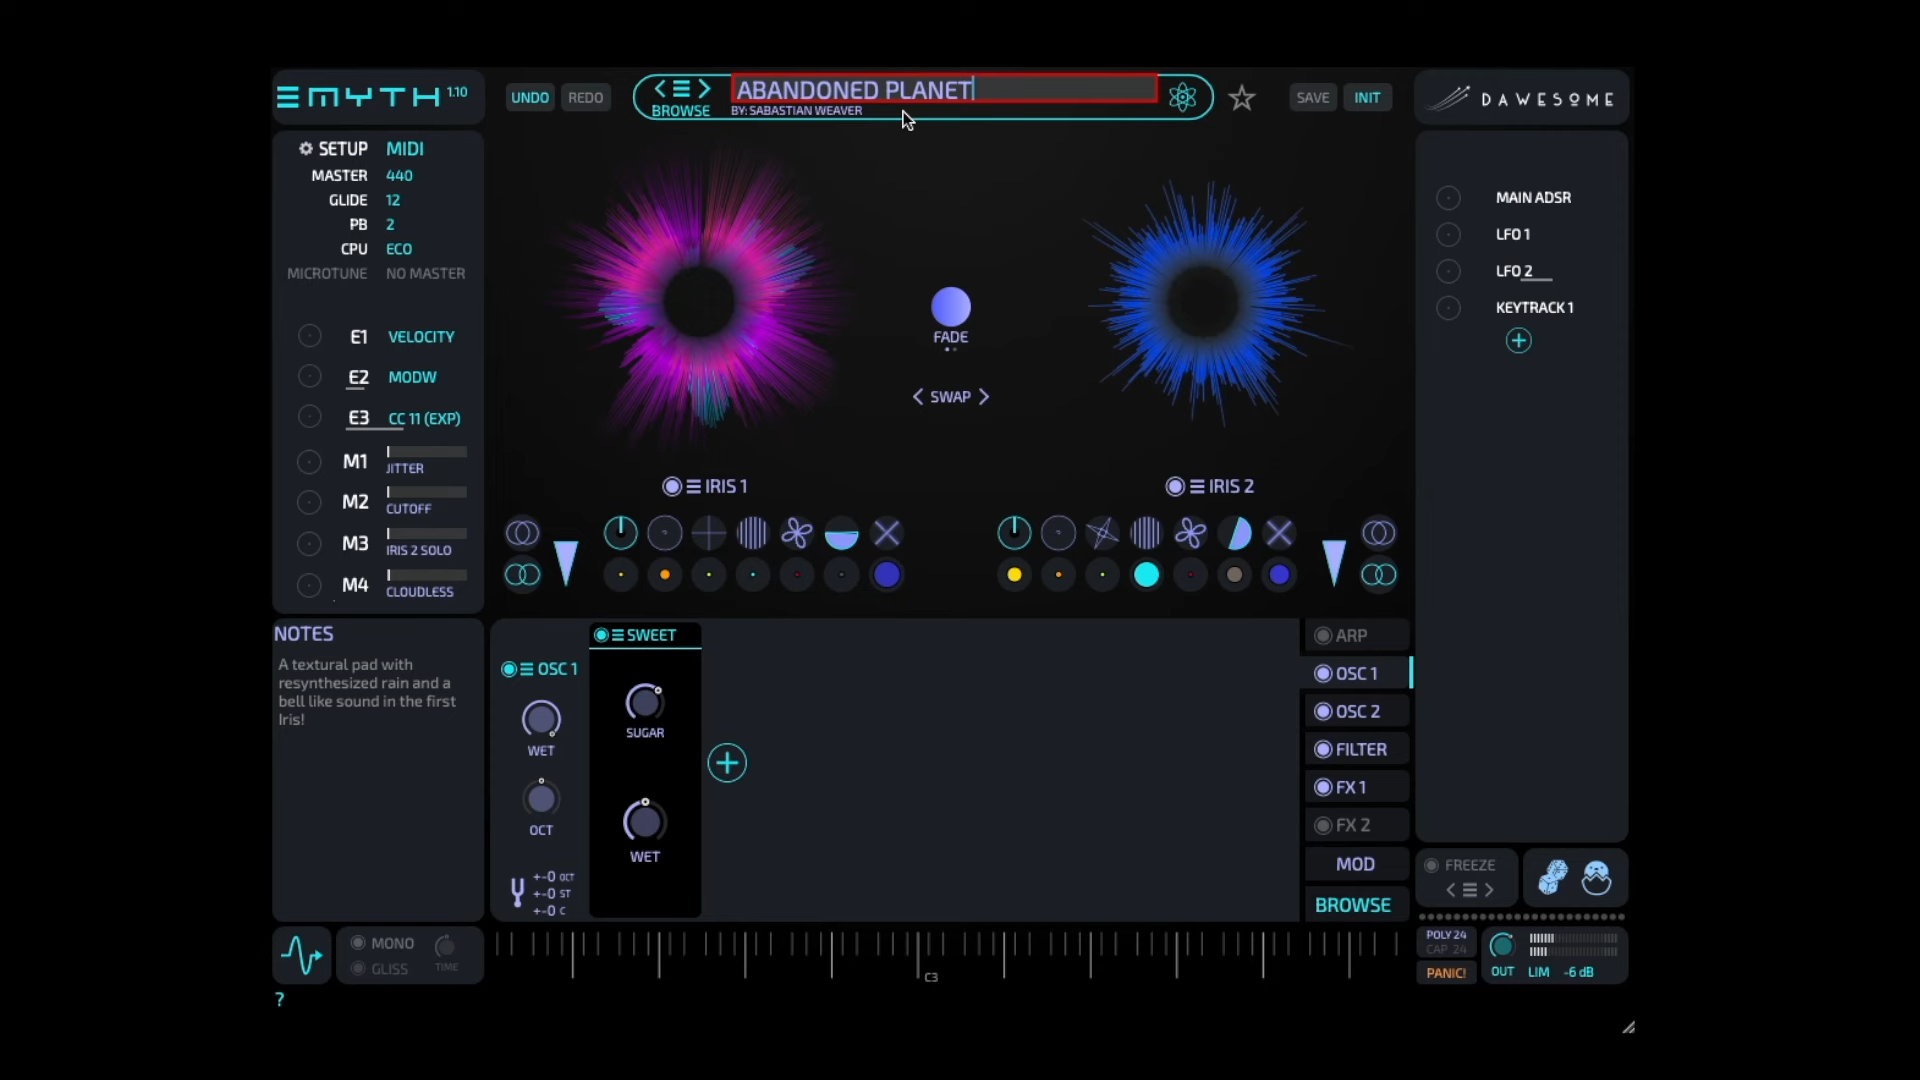 MYTH 1.10
UNDO REDO
BROWSE
ABANDONED PLANET
BY: SABASTIAN WEAVER
SAVE INIT
DAWESOME
SETUP MIDI
MASTER 440
GLIDE 12
PB 2
CPU ECO
MICROTUNE NO MASTER
E1 VELOCITY
E2 MODW
E3 CC 11 (EXP)
M1 JITTER
M2 CUTOFF
M3 IRIS 2 SOLO
M4 CLOUDLESS
FADE
< SWAP >
IRIS 1
IRIS 2
MAIN ADSR
LFO 1
LFO 2
KEYTRACK 1
NOTES
A textural pad with
resynthesized rain and a
bell like sound in the first
Iris!
OSC 1
WET
OCT
+-0 OCT
+-0 ST
+-0 C
SWEET
SUGAR
WET
ARP
OSC 1
OSC 2
FILTER
FX 1
FX 2
MOD
BROWSE
FREEZE
MONO
GLISS
TIME
C3
POLY 24
CAP 24
PANIC!
OUT LIM -6 dB
?